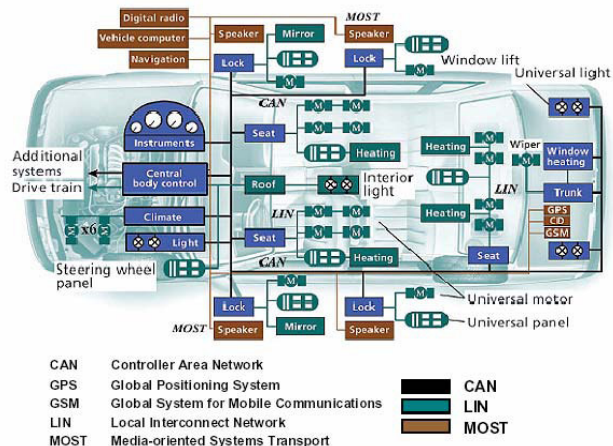 Digital radio
Vehicle computer
Navigation
MOST
Speaker
Mirror
Speaker
Lock
Lock
M
M
Window lift
Universal light
CAN
Instruments
Seat
M
M
M
M
Heating
Heating
M
M
Wiper
M
Window
heating
Additional
systems
Drive train
Central
body control
Roof
Interior
light
LIN
Trunk
Climate
LIN
M
M
M
M
Heating
M
M
GPS
CD
GSM
M
x6
M
Light
Seat
Heating
Seat
Steering wheel
panel
CAN
M
Lock
Lock
M
Universal motor
MOST
Speaker
Mirror
Speaker
Universal panel
CAN Controller Area Network
GPS Global Positioning System
GSM Global System for Mobile Communications
LIN Local Interconnect Network
MOST Media-oriented Systems Transport
CAN
LIN
MOST